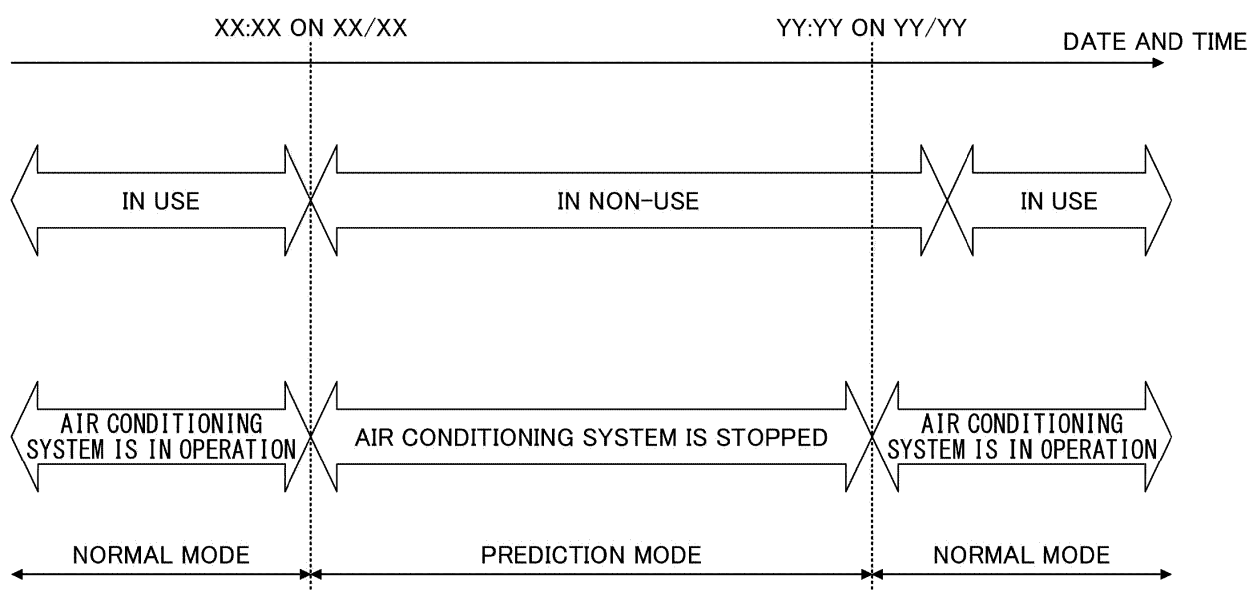 XX:XX ON XX/XX
YY:YY ON YY/YY
DATE AND TIME
IN USE
IN NON-USE
IN USE
AIR CONDITIONING
SYSTEM IS IN OPERATION
AIR CONDITIONING SYSTEM IS STOPPED
AIR CONDITIONING
SYSTEM IS IN OPERATION
NORMAL MODE
PREDICTION MODE
NORMAL MODE